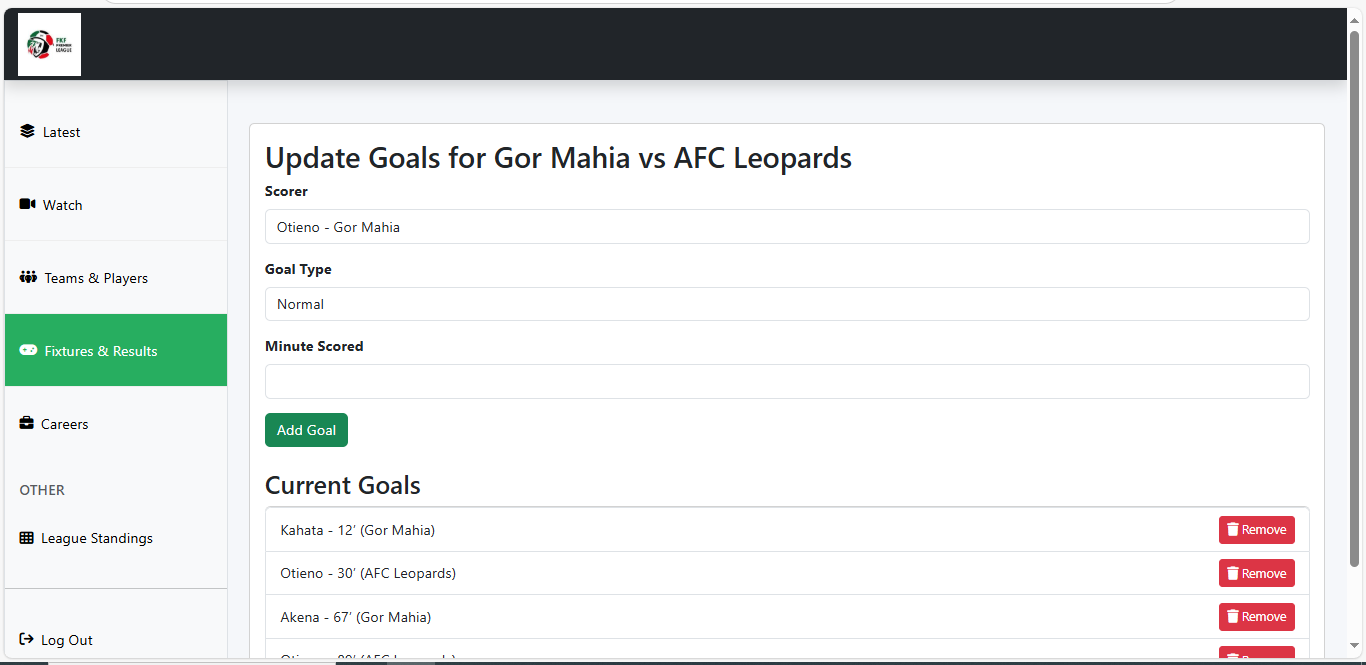 FKF
PREMIER
LEAGUE
Latest
Watch
Teams & Players
Fixtures & Results
Careers
OTHER
League Standings
Log Out
Update Goals for Gor Mahia vs AFC Leopards
Scorer
Otieno - Gor Mahia
Goal Type
Normal
Minute Scored
Add Goal
Current Goals
Kahata - 12’ (Gor Mahia)
Remove
Otieno - 30’ (AFC Leopards)
Remove
Akena - 67’ (Gor Mahia)
Remove